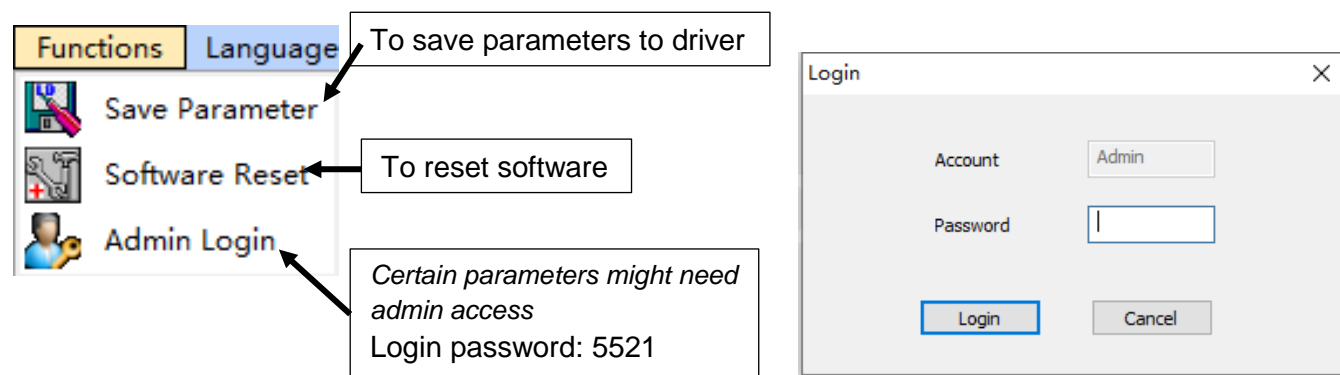 Functions Language
Save Parameter
Software Reset
Admin Login
To save parameters to driver
To reset software
Certain parameters might need
admin access
Login password: 5521
Login
Account Admin
Password
Login Cancel